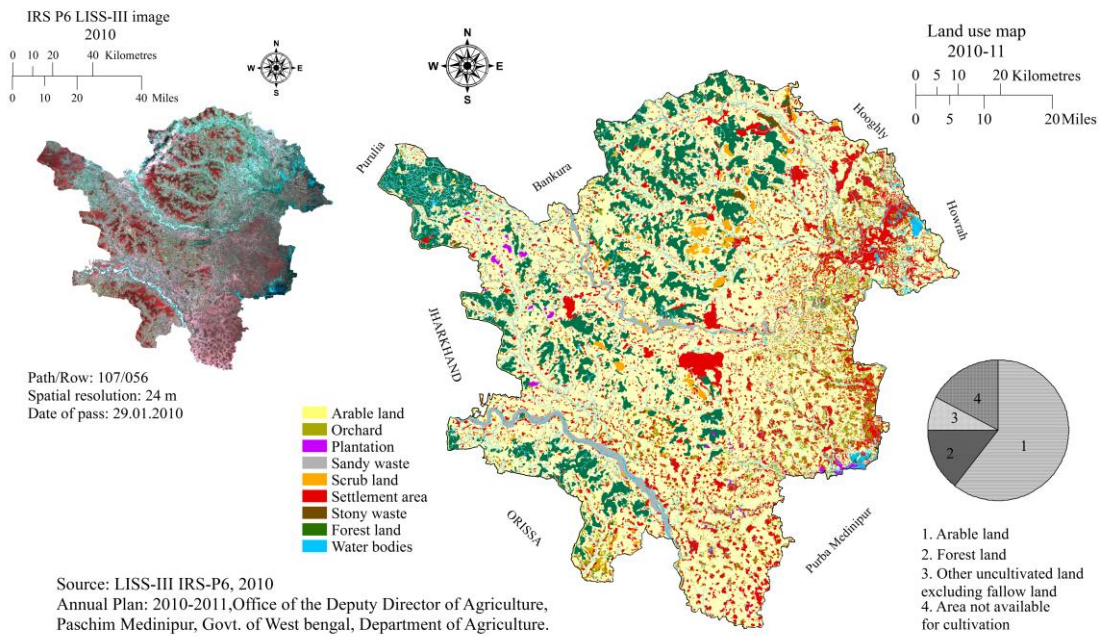 IRS P6 LISS-III image
2010
0 10 20 40 Kilometres
0 10 20 40 Miles
N
W E
S
Path/Row: 107/056
Spatial resolution: 24 m
Date of pass: 29.01.2010
N
W E
S
Land use map
2010-11
0 5 10 20 Kilometres
0 5 10 20 Miles
Purulia
Bankura
Hooghly
Howrah
JHARKHAND
ORISSA
Purba Medinipur
Arable land
Orchard
Plantation
Sandy waste
Scrub land
Settlement area
Stony waste
Forest land
Water bodies
4
3
2
1
1. Arable land
2. Forest land
3. Other uncultivated land
excluding fallow land
4. Area not available
for cultivation
Source: LISS-III IRS-P6, 2010
Annual Plan: 2010-2011,Office of the Deputy Director of Agriculture,
Paschim Medinipur, Govt. of West bengal, Department of Agriculture.